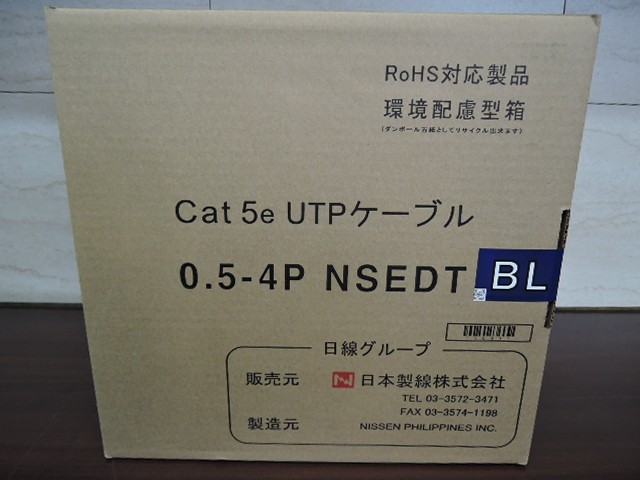 RoHS対応製品
環境配慮型箱
(ダンボール古紙としてリサイクル出来ます)
Cat 5e UTPケーブル
0.5-4P NSEDT BL
日線グループ
販売元 N 日本製線株式会社
TEL 03-3572-3471
FAX 03-3574-1198
製造元 NISSEN PHILIPPINES INC.